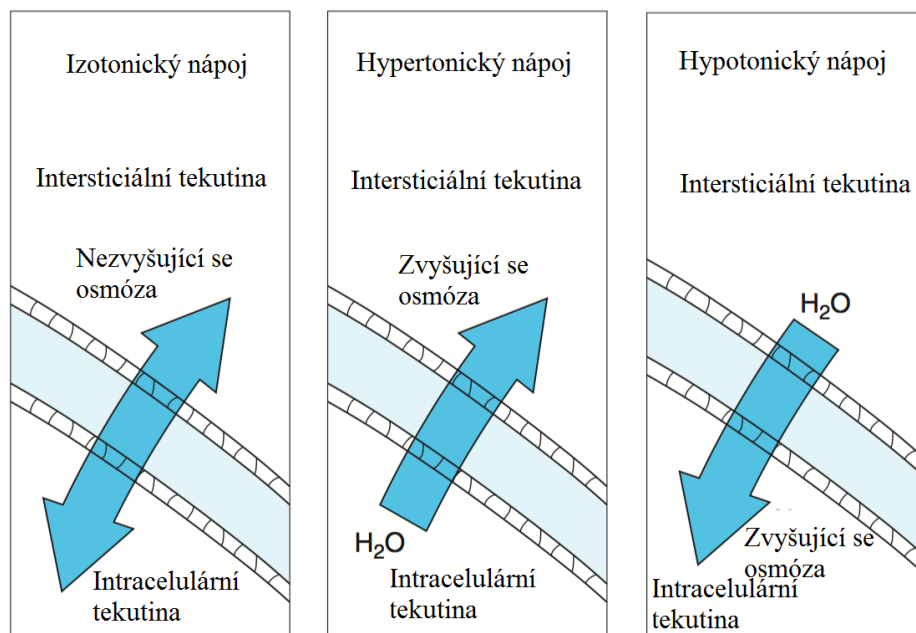 Izotonický nápoj
Intersticiální tekutina
Nezvyšující se
osmóza
Intracelulární
tekutina
Hypertonický nápoj
Intersticiální tekutina
Zvyšující se
osmóza
H₂O
Intracelulární
tekutina
Hypotonický nápoj
Intersticiální tekutina
H₂O
Zvyšující se
osmóza
Intracelulární
tekutina